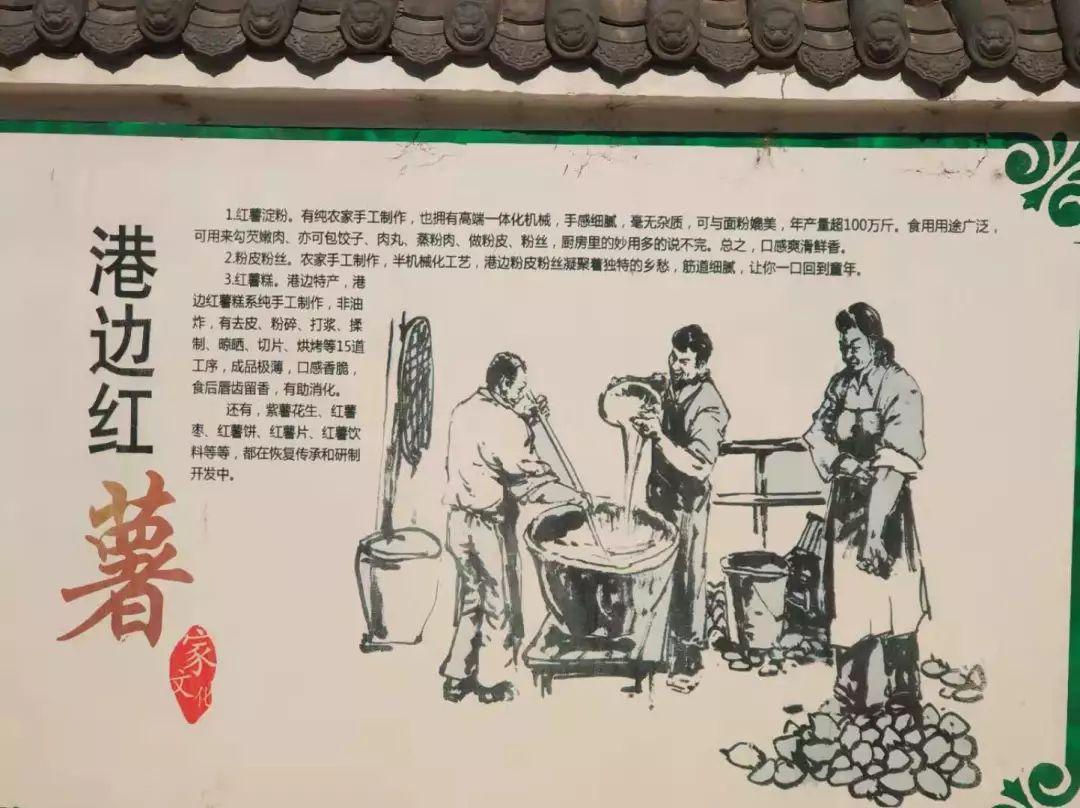 港边红薯
家文化
1.红薯淀粉。有纯农家手工制作，也拥有高端一体化机械，手感细腻，毫无杂质，可与面粉媲美，年产量超100万斤。食用用途广泛，
可用来勾芡嫩肉、亦可包饺子、肉丸、蒸粉肉、做粉皮、粉丝，厨房里的妙用多的说不完。总之，口感爽滑鲜香。
2.粉皮粉丝。农家手工制作，半机械化工艺，港边粉皮粉丝凝聚着独特的乡愁，筋道细腻，让你一口回到童年。
3.红薯糕。港边特产，港
边红薯糕系纯手工制作，非油
炸，有去皮、粉碎、打浆、揉
制、晾晒、切片、烘烤等15道
工序，成品极薄，口感香脆，
食后唇齿留香，有助消化。
还有，紫薯花生、红薯
枣、红薯饼、红薯片、红薯饮
料等等，都在恢复传承和研制
开发中。